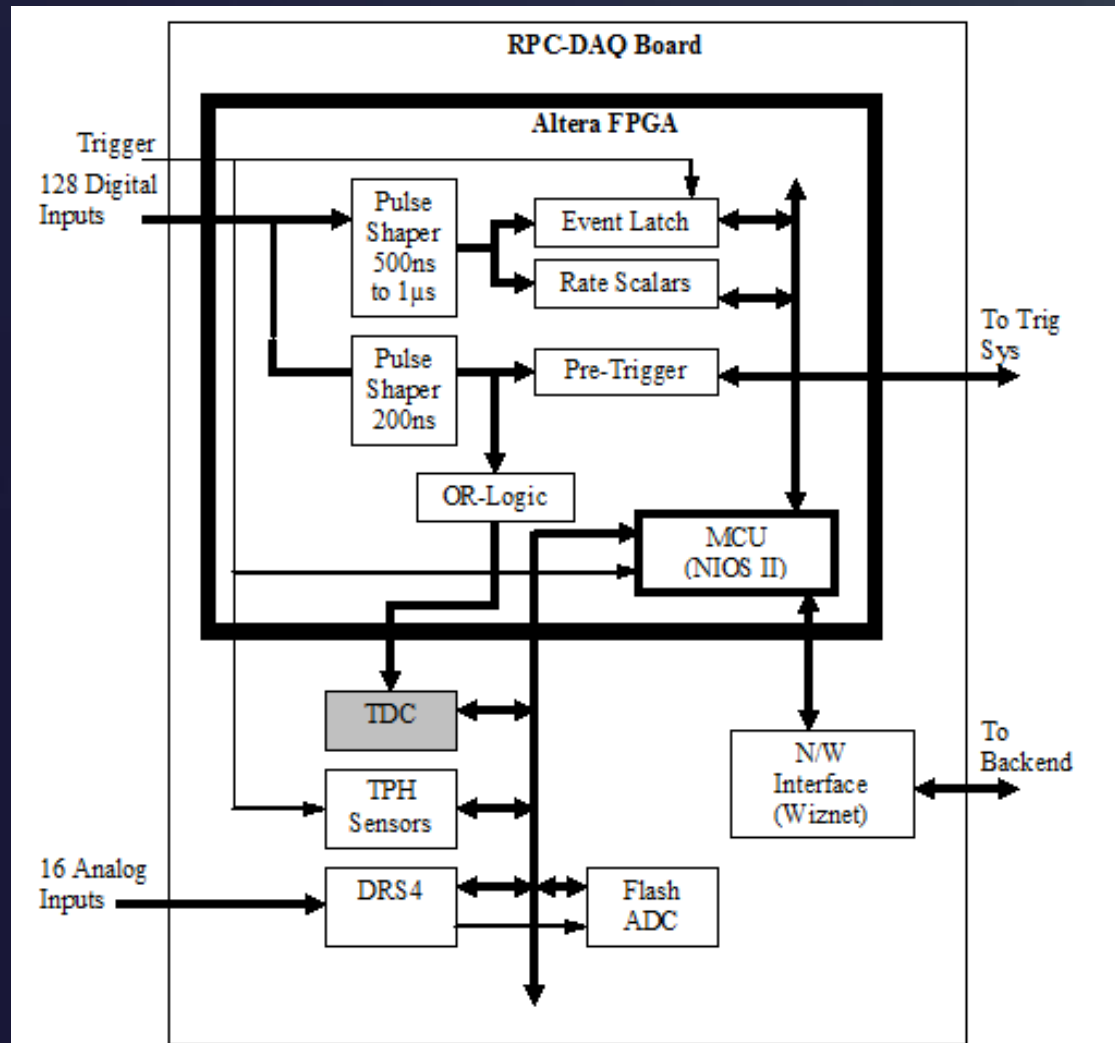 RPC-DAQ Board
Altera FPGA
Trigger
128 Digital
Inputs
Pulse
Shaper
500ns
to 1µs
Event Latch
Rate Scalars
To Trig
Sys
Pulse
Shaper
200ns
Pre-Trigger
OR-Logic
MCU
(NIOS II)
TDC
To
Backend
N/W
Interface
(Wiznet)
TPH
Sensors
16 Analog
Inputs
DRS4
Flash
ADC